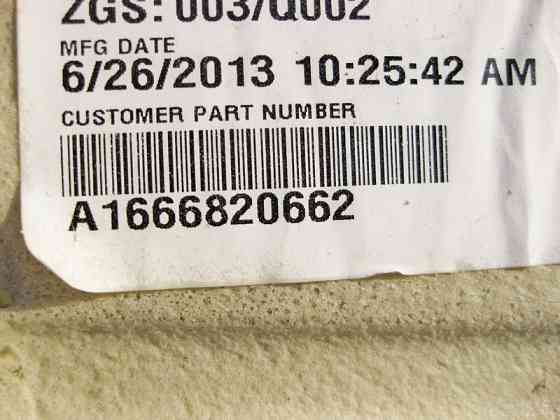 ZGS: 003/Q002
MFG DATE
6/26/2013 10:25:42 AM
CUSTOMER PART NUMBER
A1666820662